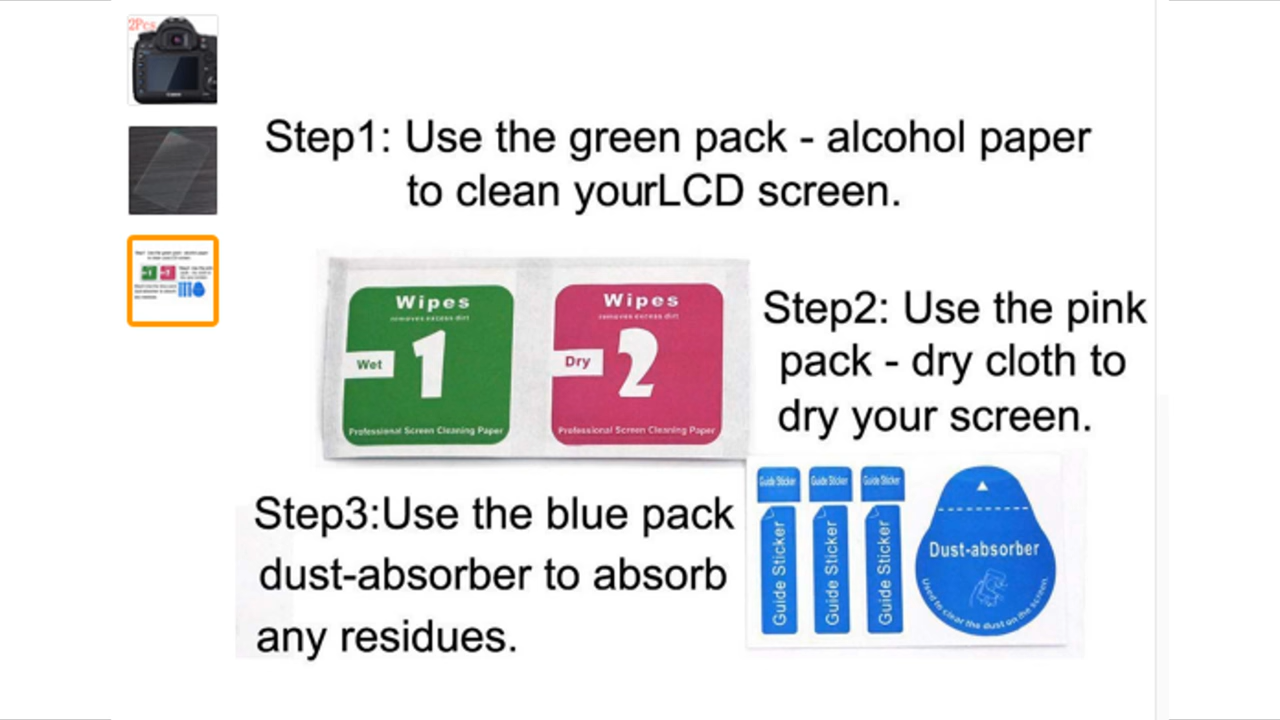 2Pcs
Step1: Use the green pack - alcohol paper
to clean yourLCD screen.
Wipes
removes excess dirt
Wet
1
Professional Screen Cleaning Paper
Wipes
removes excess dirt
Dry
2
Professional Screen Cleaning Paper
Step2: Use the pink
pack - dry cloth to
dry your screen.
Step3:Use the blue pack
dust-absorber to absorb
any residues.
Guide Sticker
Guide Sticker
Guide Sticker
Guide Sticker
Guide Sticker
Guide Sticker
Dust-absorber
Used to clear the dust on the screen.